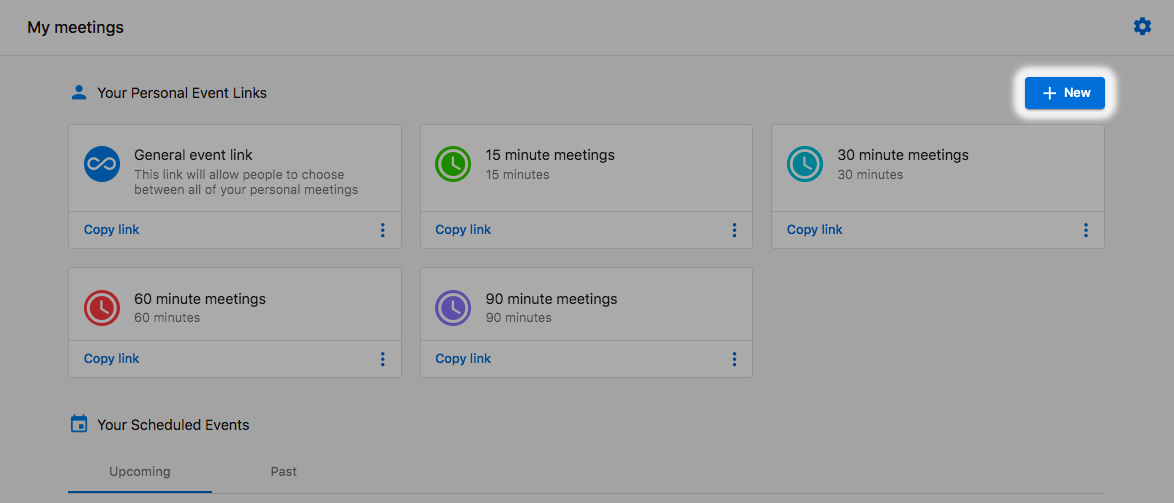 My meetings
Your Personal Event Links
New
General event link
This link will allow people to choose
between all of your personal meetings
Copy link
15 minute meetings
15 minutes
Copy link
30 minute meetings
30 minutes
Copy link
60 minute meetings
60 minutes
Copy link
90 minute meetings
90 minutes
Copy link
Your Scheduled Events
Upcoming
Past